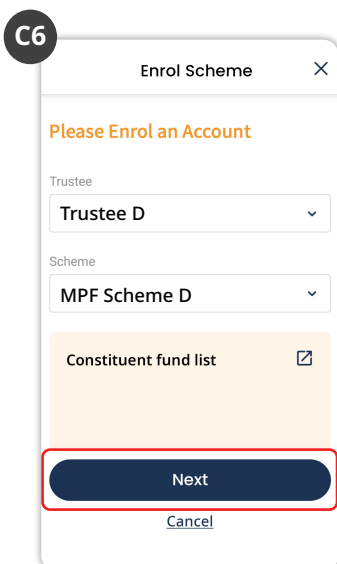 C6
Enrol Scheme
Please Enrol an Account
Trustee
Trustee D
Scheme
MPF Scheme D
Constituent fund list
Next
Cancel